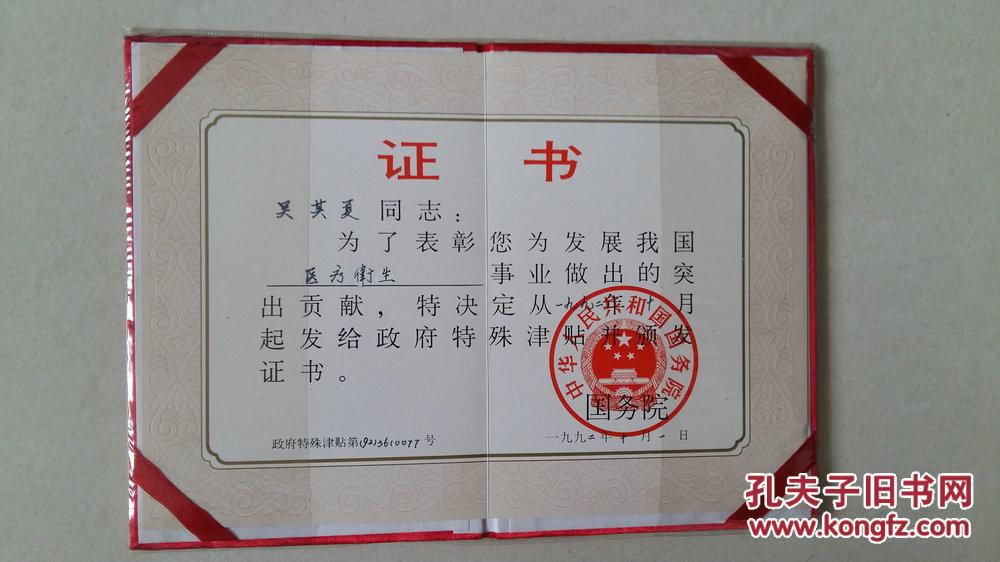 证书
吴其夏同志：
为了表彰您为发展我国
医疗衛生事业做出的突
出贡献，特决定从一九九二年十月
起发给政府特殊津贴并颁发
证书。
中华人民共和国国务院
国务院
政府特殊津贴第(92)3610077号
一九九二年十月一日
孔夫子旧书网
www.kongfz.com